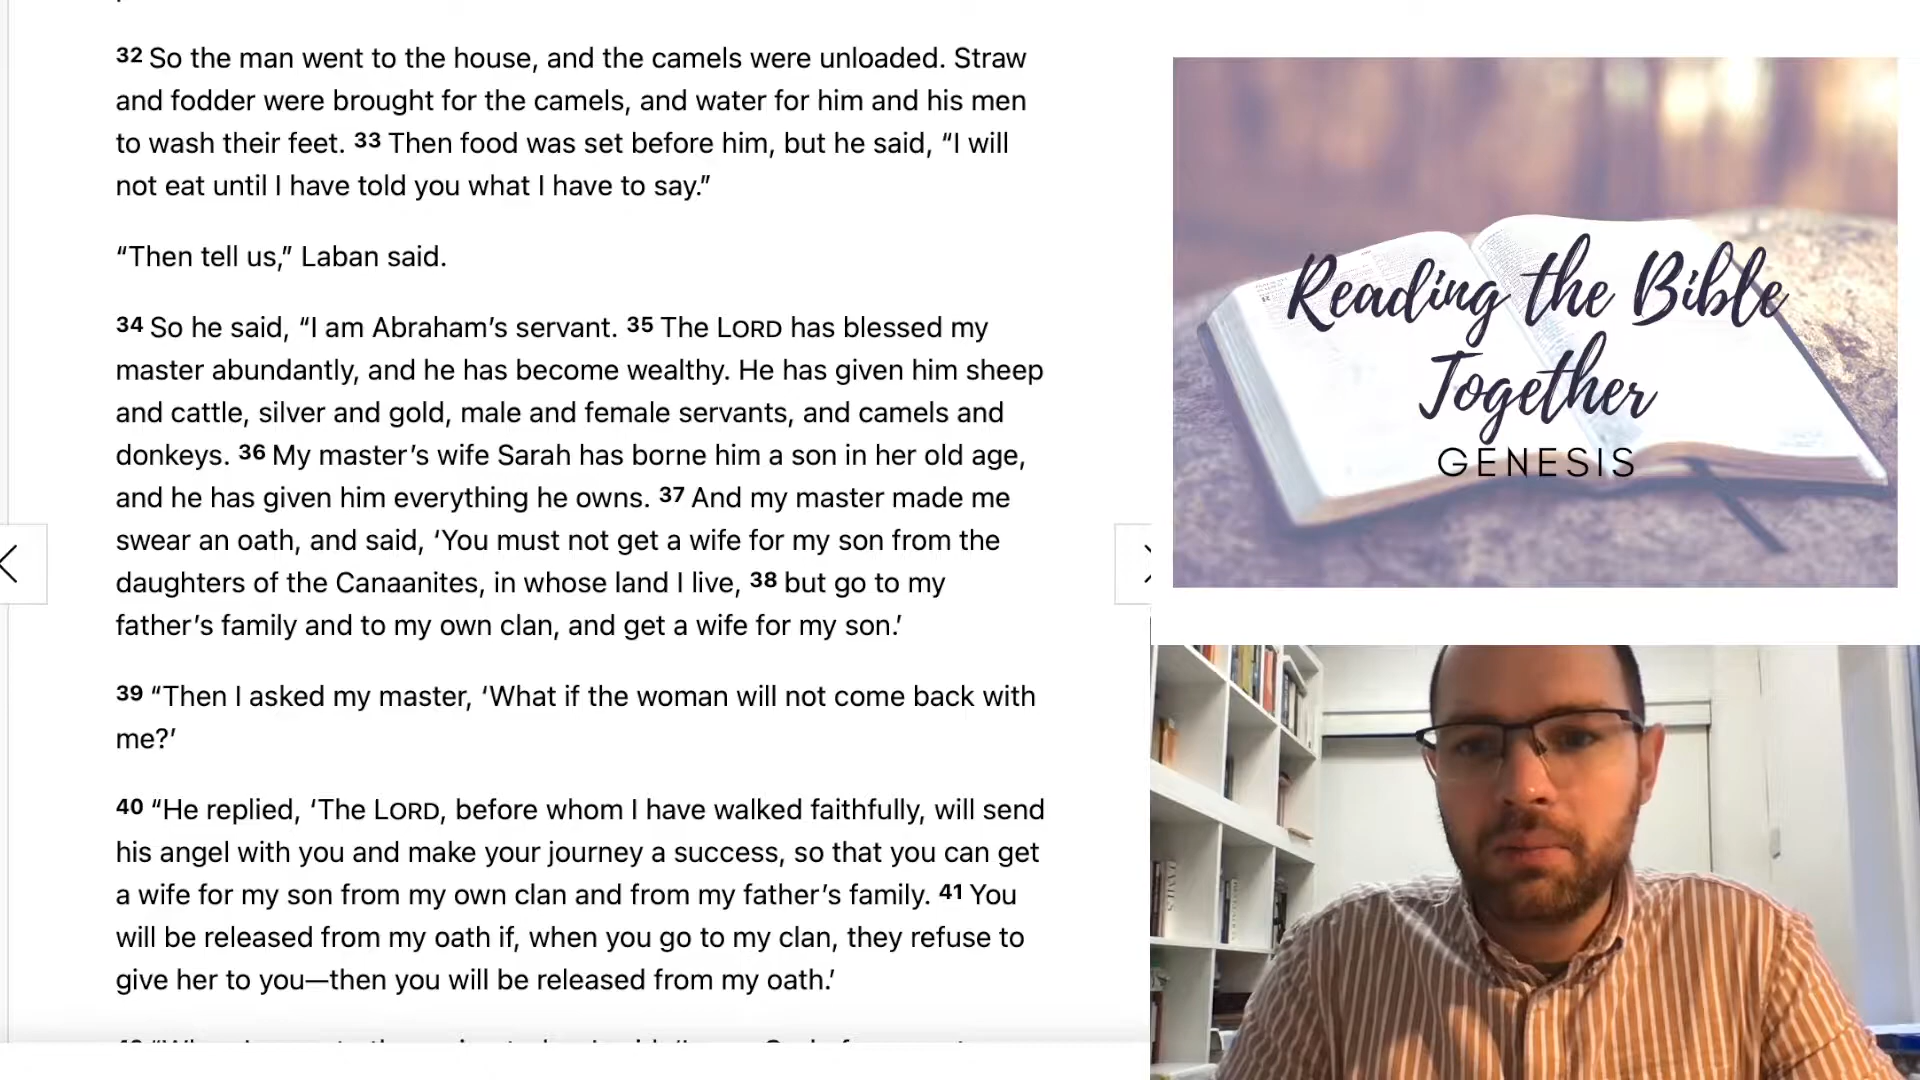 32 So the man went to the house, and the camels were unloaded. Straw
and fodder were brought for the camels, and water for him and his men
to wash their feet. 33 Then food was set before him, but he said, “I will
not eat until I have told you what I have to say.”
“Then tell us,” Laban said.
34 So he said, “I am Abraham’s servant. 35 The LORD has blessed my
master abundantly, and he has become wealthy. He has given him sheep
and cattle, silver and gold, male and female servants, and camels and
donkeys. 36 My master’s wife Sarah has borne him a son in her old age,
and he has given him everything he owns. 37 And my master made me
swear an oath, and said, ‘You must not get a wife for my son from the
daughters of the Canaanites, in whose land I live, 38 but go to my
father’s family and to my own clan, and get a wife for my son.’
39 “Then I asked my master, ‘What if the woman will not come back with
me?’
40 “He replied, ‘The LORD, before whom I have walked faithfully, will send
his angel with you and make your journey a success, so that you can get
a wife for my son from my own clan and from my father’s family. 41 You
will be released from my oath if, when you go to my clan, they refuse to
give her to you—then you will be released from my oath.’
Reading the Bible
Together
GENESIS